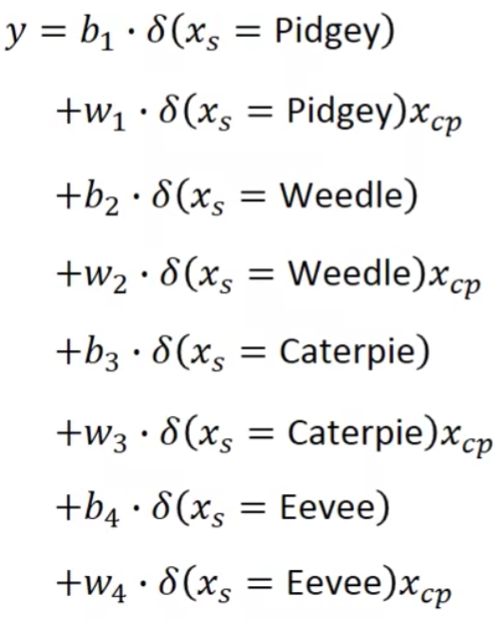 y = b₁ · δ(xₛ = Pidgey)
+w₁ · δ(xₛ = Pidgey)x_cp
+b₂ · δ(xₛ = Weedle)
+w₂ · δ(xₛ = Weedle)x_cp
+b₃ · δ(xₛ = Caterpie)
+w₃ · δ(xₛ = Caterpie)x_cp
+b₄ · δ(xₛ = Eevee)
+w₄ · δ(xₛ = Eevee)x_cp